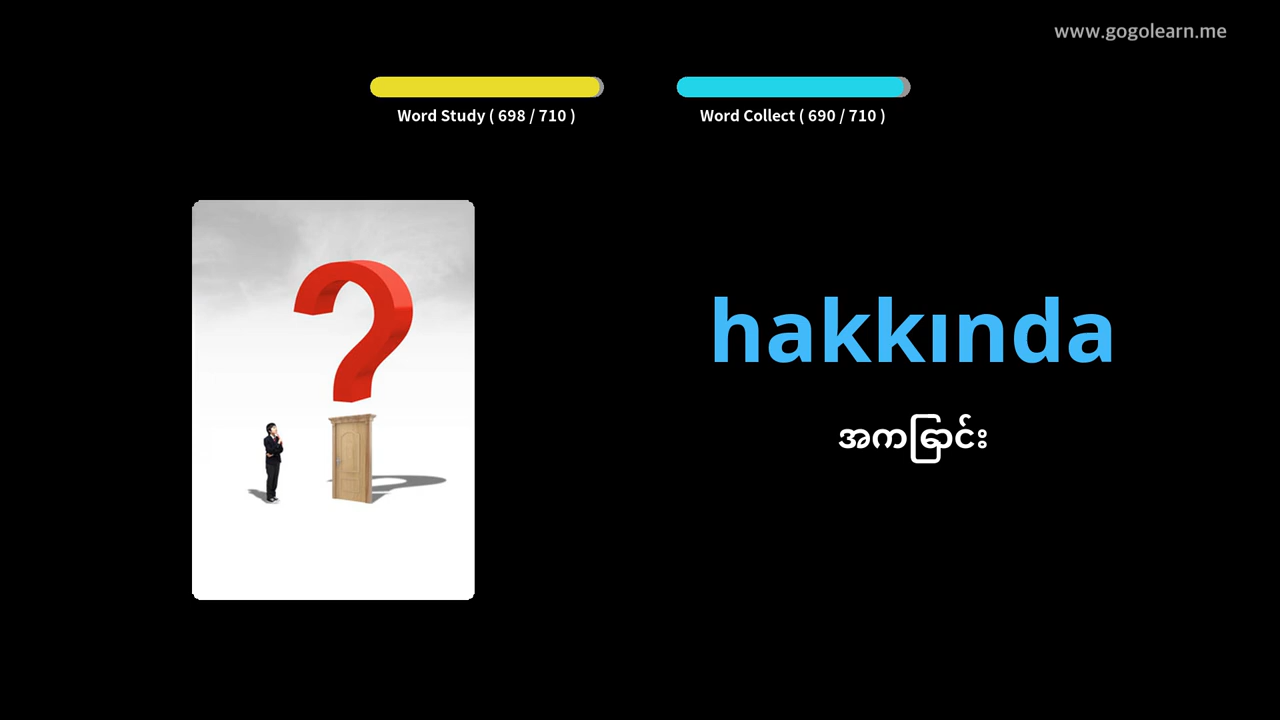 www.gogolearn.me
Word Study ( 698 / 710 )
Word Collect ( 690 / 710 )
hakkında
အကြောင်း